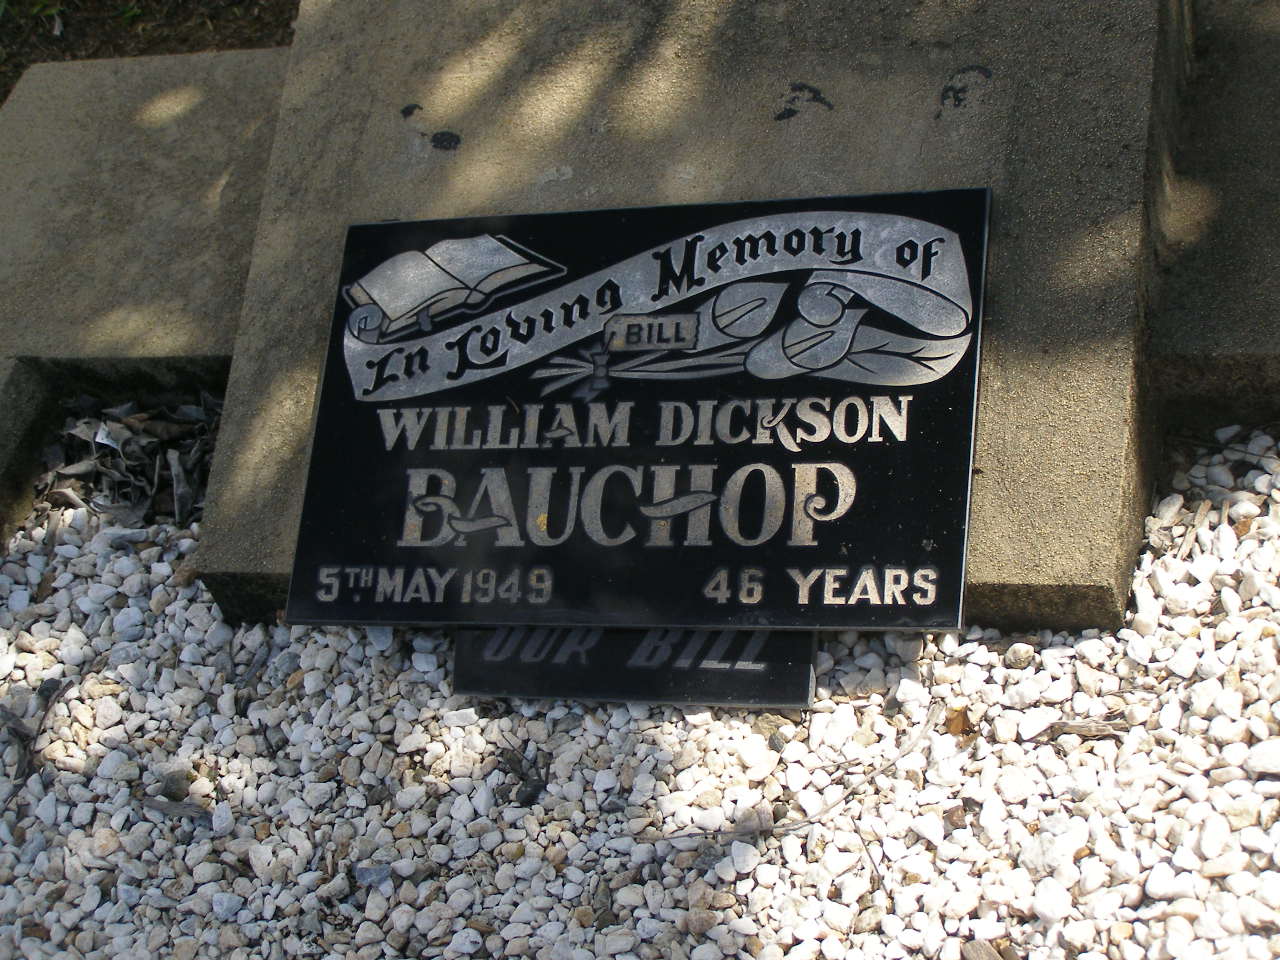 In Loving Memory of
BILL
WILLIAM DICKSON
BAUCHOP
5TH MAY 1949 46 YEARS
OUR BILL